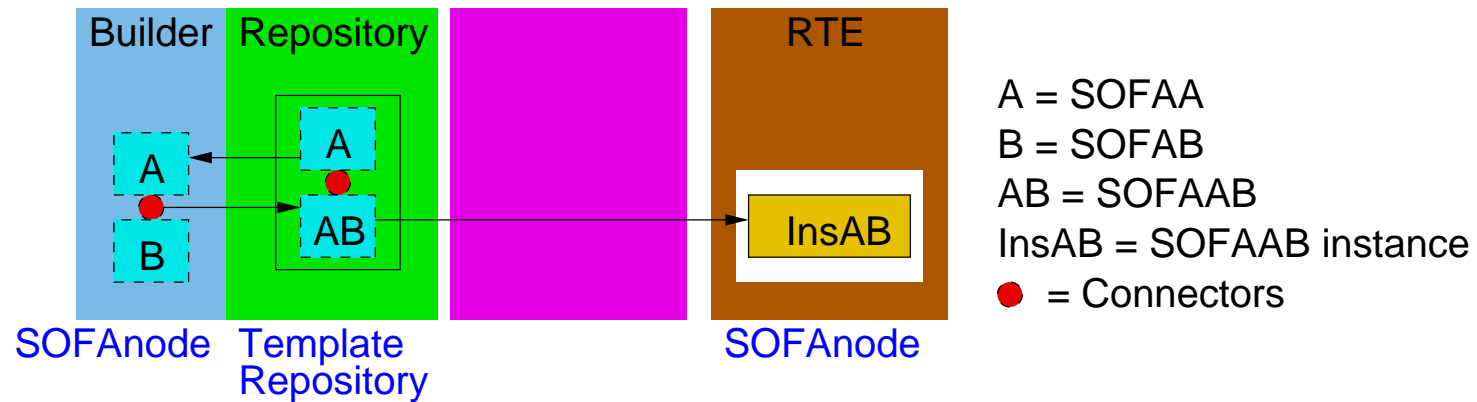 Builder
Repository
RTE
A
A
B
AB
InsAB
SOFAnode
Template
Repository
SOFAnode
A = SOFAA
B = SOFAB
AB = SOFAAB
InsAB = SOFAAB instance
= Connectors